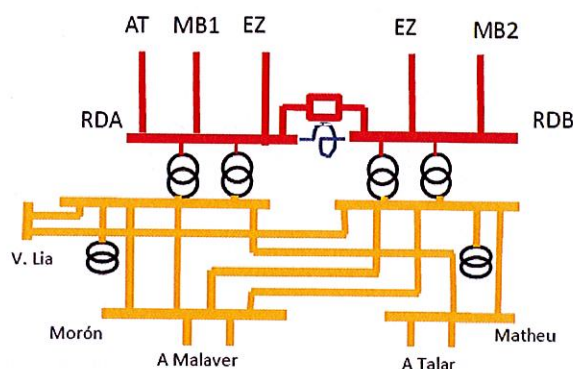 AT MB1 EZ EZ MB2
RDA RDB
V. Lia
Morón Matheu
A Malaver A Talar